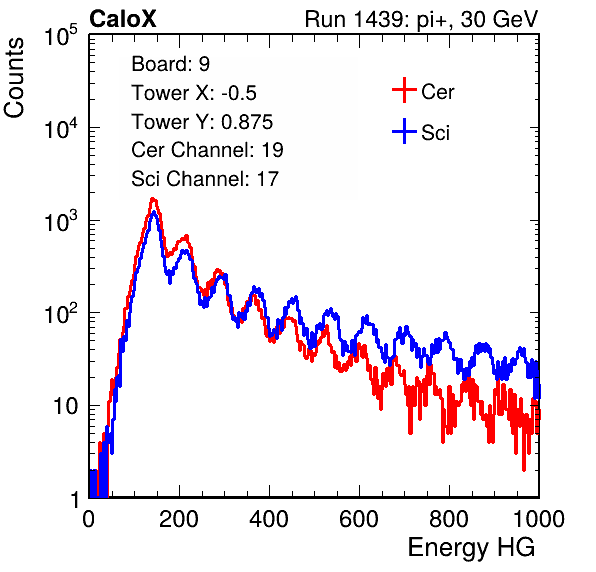 CaloX Run 1439: pi+, 30 GeV
Counts
Board: 9
Tower X: -0.5
Tower Y: 0.875
Cer Channel: 19
Sci Channel: 17
Cer
Sci
10^5
10^4
10^3
10^2
10
1
0 200 400 600 800 1000
Energy HG